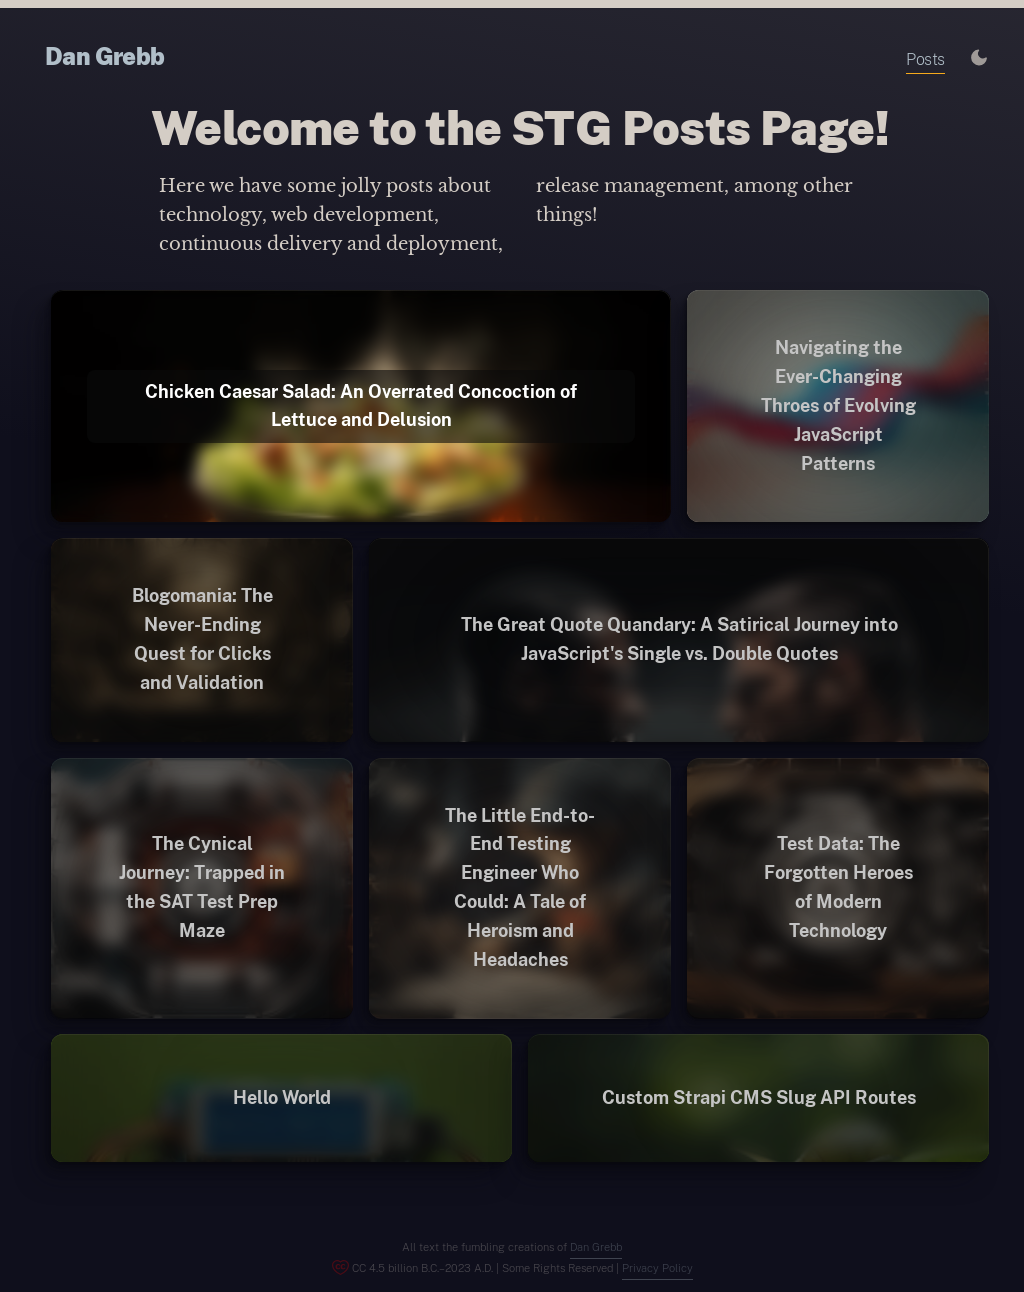 Dan Grebb
Posts
Welcome to the STG Posts Page!
Here we have some jolly posts about
technology, web development,
continuous delivery and deployment,
release management, among other
things!
Chicken Caesar Salad: An Overrated Concoction of
Lettuce and Delusion
Navigating the
Ever-Changing
Throes of Evolving
JavaScript
Patterns
Blogomania: The
Never-Ending
Quest for Clicks
and Validation
The Great Quote Quandary: A Satirical Journey into
JavaScript's Single vs. Double Quotes
The Cynical
Journey: Trapped in
the SAT Test Prep
Maze
The Little End-to-
End Testing
Engineer Who
Could: A Tale of
Heroism and
Headaches
Test Data: The
Forgotten Heroes
of Modern
Technology
Hello World
Custom Strapi CMS Slug API Routes
All text the fumbling creations of Dan Grebb
CC 4.5 billion B.C.–2023 A.D. | Some Rights Reserved | Privacy Policy